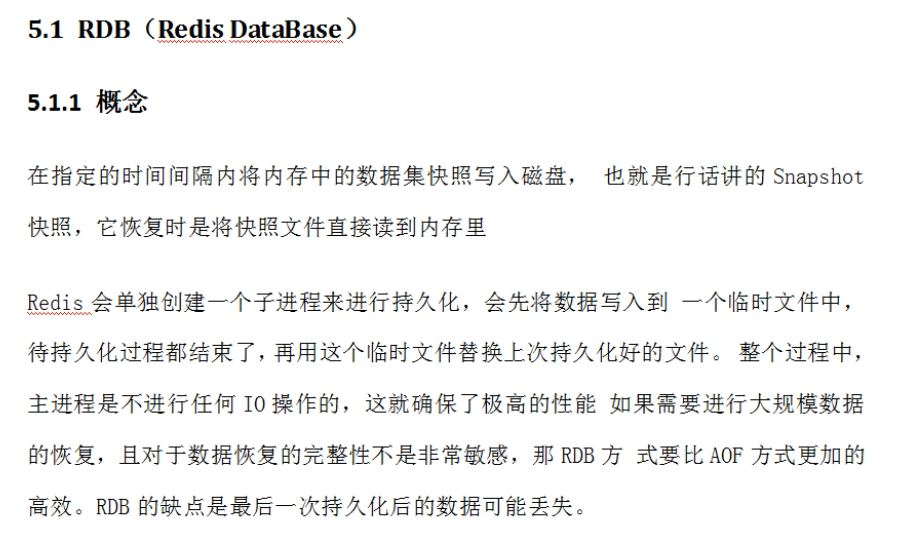 5.1 RDB（Redis DataBase）
5.1.1 概念
在指定的时间间隔内将内存中的数据集快照写入磁盘， 也就是行话讲的 Snapshot
快照，它恢复时是将快照文件直接读到内存里
Redis 会单独创建一个子进程来进行持久化，会先将数据写入到 一个临时文件中，
待持久化过程都结束了，再用这个临时文件替换上次持久化好的文件。 整个过程中，
主进程是不进行任何 IO 操作的，这就确保了极高的性能 如果需要进行大规模数据
的恢复，且对于数据恢复的完整性不是非常敏感，那 RDB 方 式要比 AOF 方式更加的
高效。RDB 的缺点是最后一次持久化后的数据可能丢失。